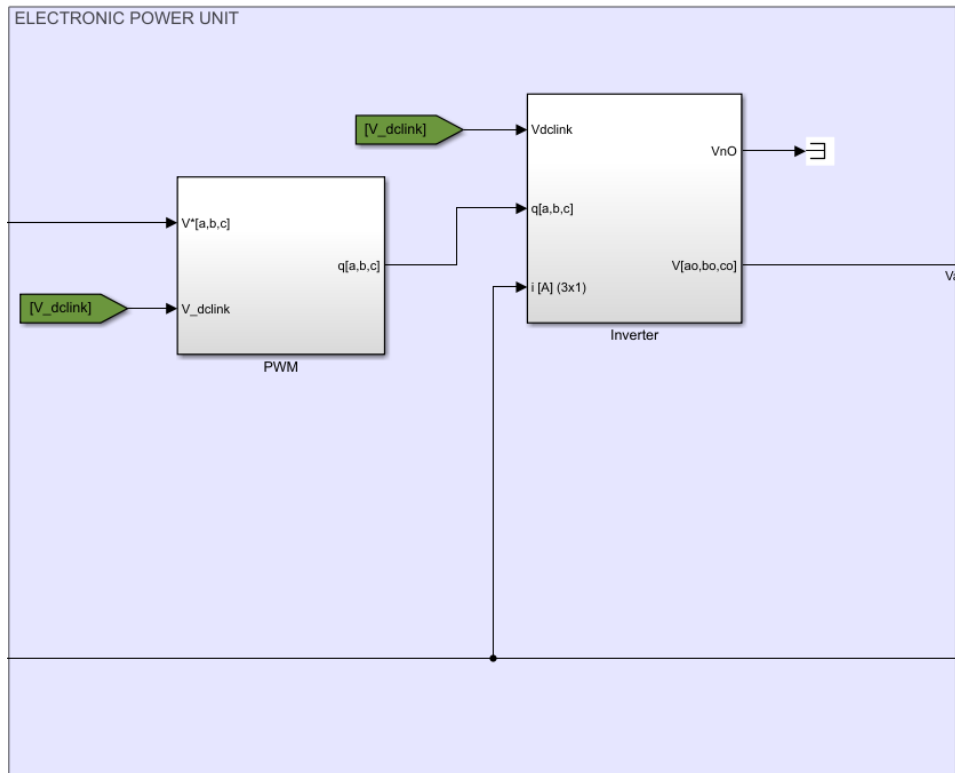 ELECTRONIC POWER UNIT
[V_dclink]
Vdclink
VnO
V*[a,b,c]
q[a,b,c]
q[a,b,c]
V[ao,bo,co]
[V_dclink]
V_dclink
i [A] (3x1)
Inverter
PWM